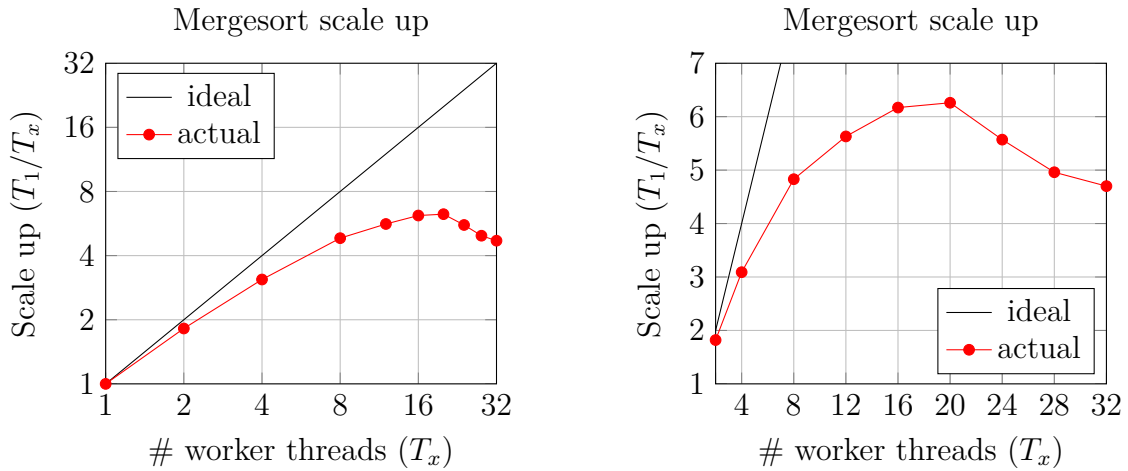 Mergesort scale up
Scale up (T₁/Tₓ)
32
16
8
4
2
1
ideal
actual
1 2 4 8 16 32
# worker threads (Tₓ)
Mergesort scale up
Scale up (T₁/Tₓ)
7
6
5
4
3
2
1
ideal
actual
4 8 12 16 20 24 28 32
# worker threads (Tₓ)